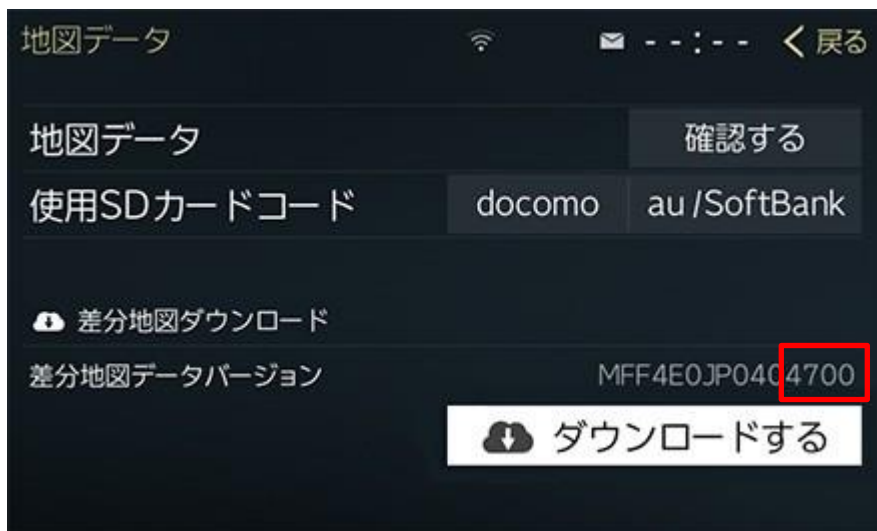 地図データ --:-- く戻る
地図データ 確認する
使用SDカードコード docomo au/SoftBank
差分地図ダウンロード
差分地図データバージョン MFF4E0JP0404700
ダウンロードする